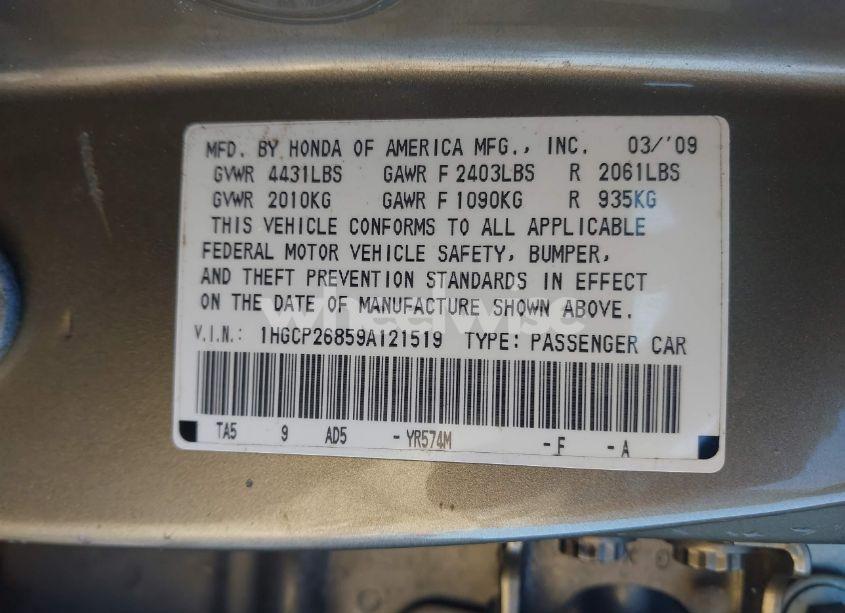 MFD. BY HONDA OF AMERICA MFG., INC. 03/'09
GVWR 4431LBS GAWR F 2403LBS R 2061LBS
GVWR 2010KG GAWR F 1090KG R 935KG
THIS VEHICLE CONFORMS TO ALL APPLICABLE
FEDERAL MOTOR VEHICLE SAFETY, BUMPER,
AND THEFT PREVENTION STANDARDS IN EFFECT
ON THE DATE OF MANUFACTURE SHOWN ABOVE.
wheelwise
V.I.N.: 1HGCP26859A121519 TYPE: PASSENGER CAR
TA5 9 AD5 -YR574M -F -A